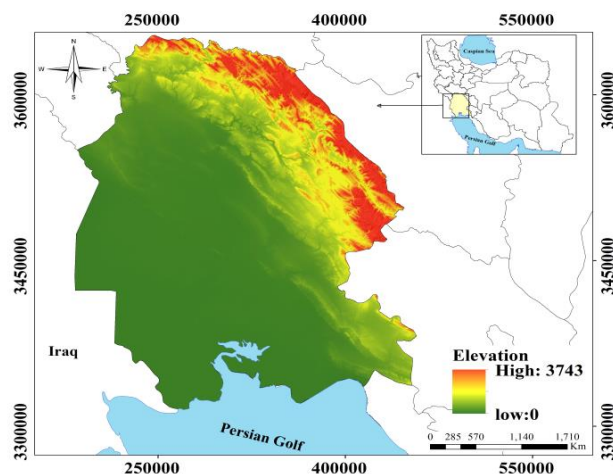 250000 400000 550000
N
W E
S
Caspian Sea
Persian Golf
3600000 3600000
3450000 3450000
Iraq
Elevation
High: 3743
low:0
Persian Golf
3300000 3300000
0 285 570 1,140 1,710
Km
250000 400000 550000